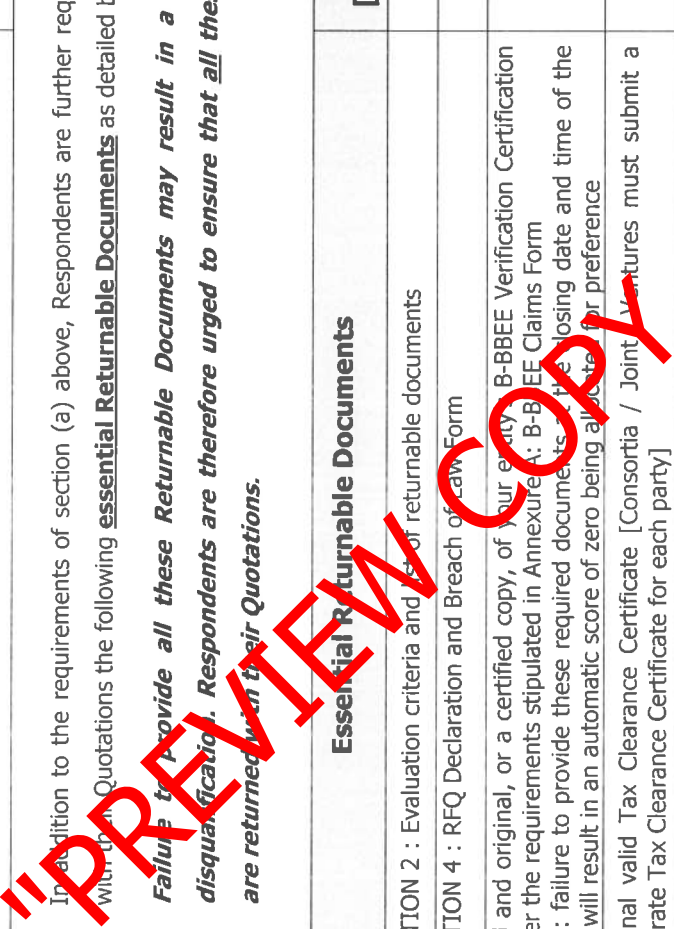 In addition to the requirements of section (a) above, Respondents are further req
with their Quotations the following essential Returnable Documents as detailed b
Failure to provide all these Returnable Documents may result in a
disqualification. Respondents are therefore urged to ensure that all the
are returned with their Quotations.
Essential Returnable Documents
[
TION 2 : Evaluation criteria and list of returnable documents
TION 4 : RFQ Declaration and Breach of Law Form
and original, or a certified copy, of your entity's B-BBEE Verification Certification
er the requirements stipulated in Annexure A: B-BBEE Claims Form
: failure to provide these required documents at the closing date and time of the
will result in an automatic score of zero being allocated for preference
nal valid Tax Clearance Certificate [Consortia / Joint Ventures must submit a
rate Tax Clearance Certificate for each party]
"PREVIEW COPY